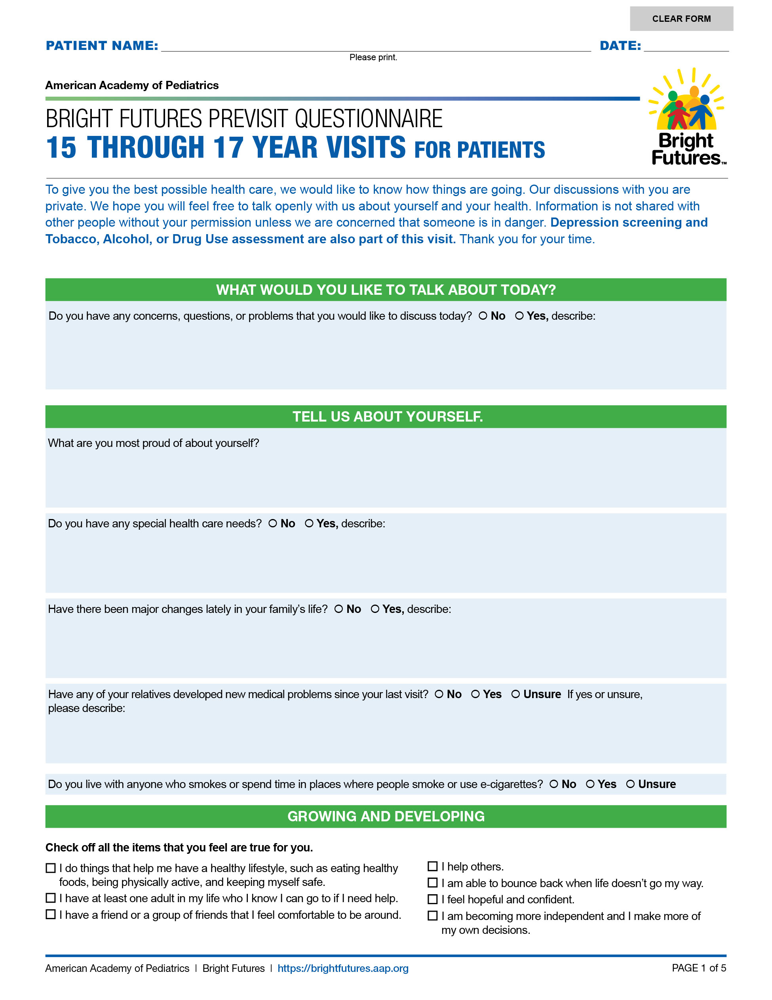 CLEAR FORM
PATIENT NAME: DATE:
Please print.
American Academy of Pediatrics
BRIGHT FUTURES PREVISIT QUESTIONNAIRE
15 THROUGH 17 YEAR VISITS FOR PATIENTS
Bright
Futures™
To give you the best possible health care, we would like to know how things are going. Our discussions with you are
private. We hope you will feel free to talk openly with us about yourself and your health. Information is not shared with
other people without your permission unless we are concerned that someone is in danger. Depression screening and
Tobacco, Alcohol, or Drug Use assessment are also part of this visit. Thank you for your time.
WHAT WOULD YOU LIKE TO TALK ABOUT TODAY?
Do you have any concerns, questions, or problems that you would like to discuss today? No Yes, describe:
TELL US ABOUT YOURSELF.
What are you most proud of about yourself?
Do you have any special health care needs? No Yes, describe:
Have there been major changes lately in your family’s life? No Yes, describe:
Have any of your relatives developed new medical problems since your last visit? No Yes Unsure If yes or unsure,
please describe:
Do you live with anyone who smokes or spend time in places where people smoke or use e-cigarettes? No Yes Unsure
GROWING AND DEVELOPING
Check off all the items that you feel are true for you.
I do things that help me have a healthy lifestyle, such as eating healthy
foods, being physically active, and keeping myself safe.
I have at least one adult in my life who I know I can go to if I need help.
I have a friend or a group of friends that I feel comfortable to be around.
I help others.
I am able to bounce back when life doesn’t go my way.
I feel hopeful and confident.
I am becoming more independent and I make more of
my own decisions.
American Academy of Pediatrics | Bright Futures | https://brightfutures.aap.org
PAGE 1 of 5